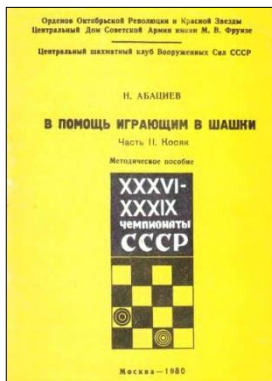 Орденов Октябрьской Революции и Красной Звезды
Центральный Дом Советской Армии имени М. В. Фрунзе
Центральный шахматный клуб Вооруженных Сил СССР
Н. АБАЦИЕВ
В ПОМОЩЬ ИГРАЮЩИМ В ШАШКИ
Часть II. Косяк
Методическое пособие
XXXVI-
XXXIX
чемпионаты
СССР
Москва—1980